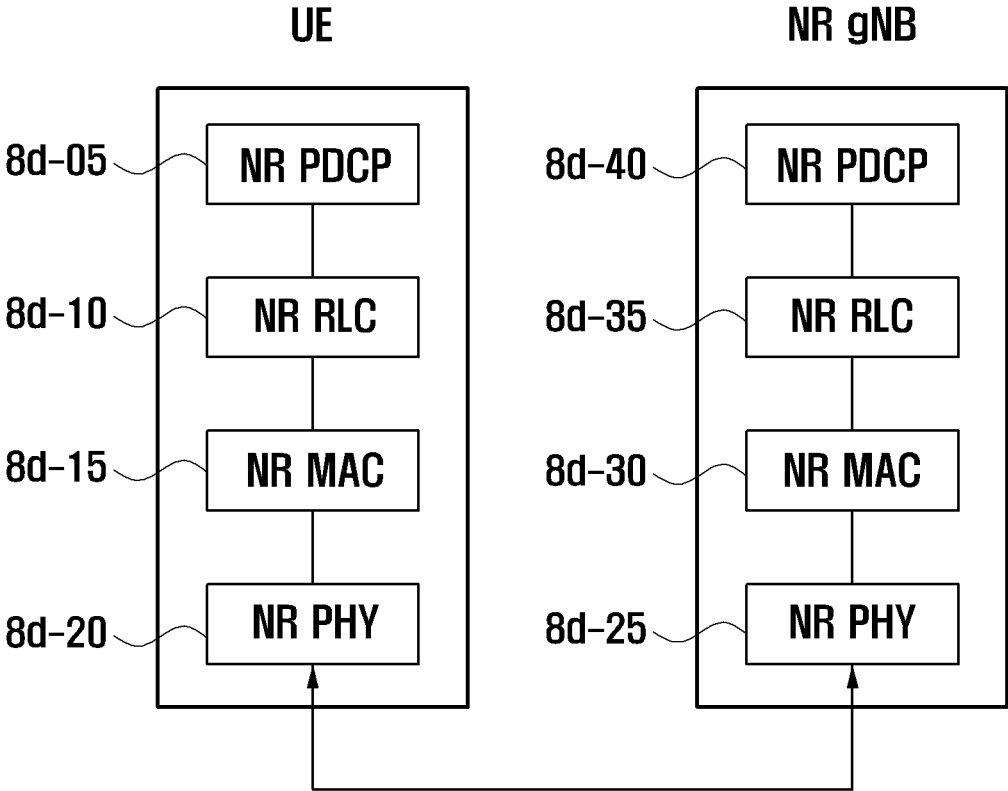 UE NR gNB
8d-05 NR PDCP 8d-40 NR PDCP
8d-10 NR RLC 8d-35 NR RLC
8d-15 NR MAC 8d-30 NR MAC
8d-20 NR PHY 8d-25 NR PHY